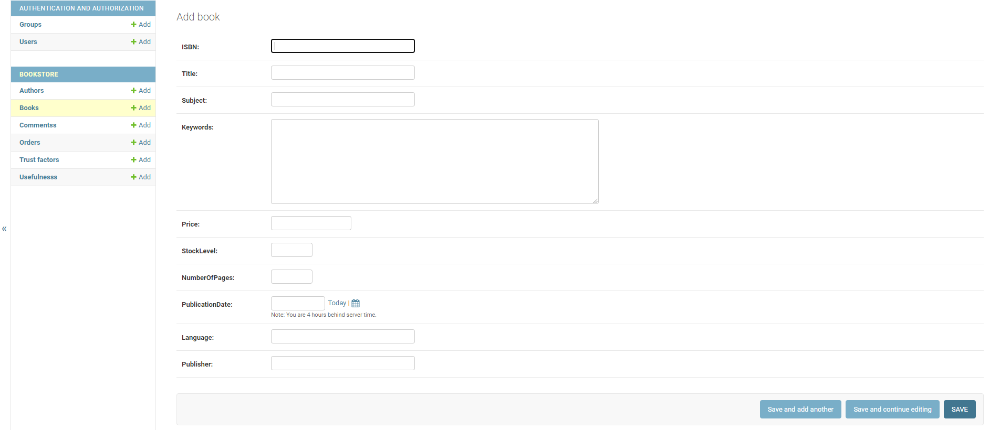 AUTHENTICATION AND AUTHORIZATION
Groups + Add
Users + Add
BOOKSTORE
Authors + Add
Books + Add
Commentss + Add
Orders + Add
Trust factors + Add
Usefulnesss + Add
«
Add book
ISBN:
Title:
Subject:
Keywords:
Price:
StockLevel:
NumberOfPages:
PublicationDate: Today |
Note: You are 4 hours behind server time.
Language:
Publisher:
Save and add another Save and continue editing SAVE